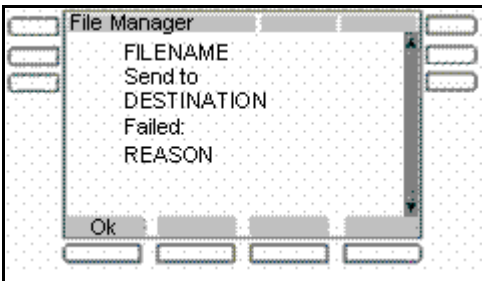 File Manager
FILENAME
Send to
DESTINATION
Failed:
REASON
Ok